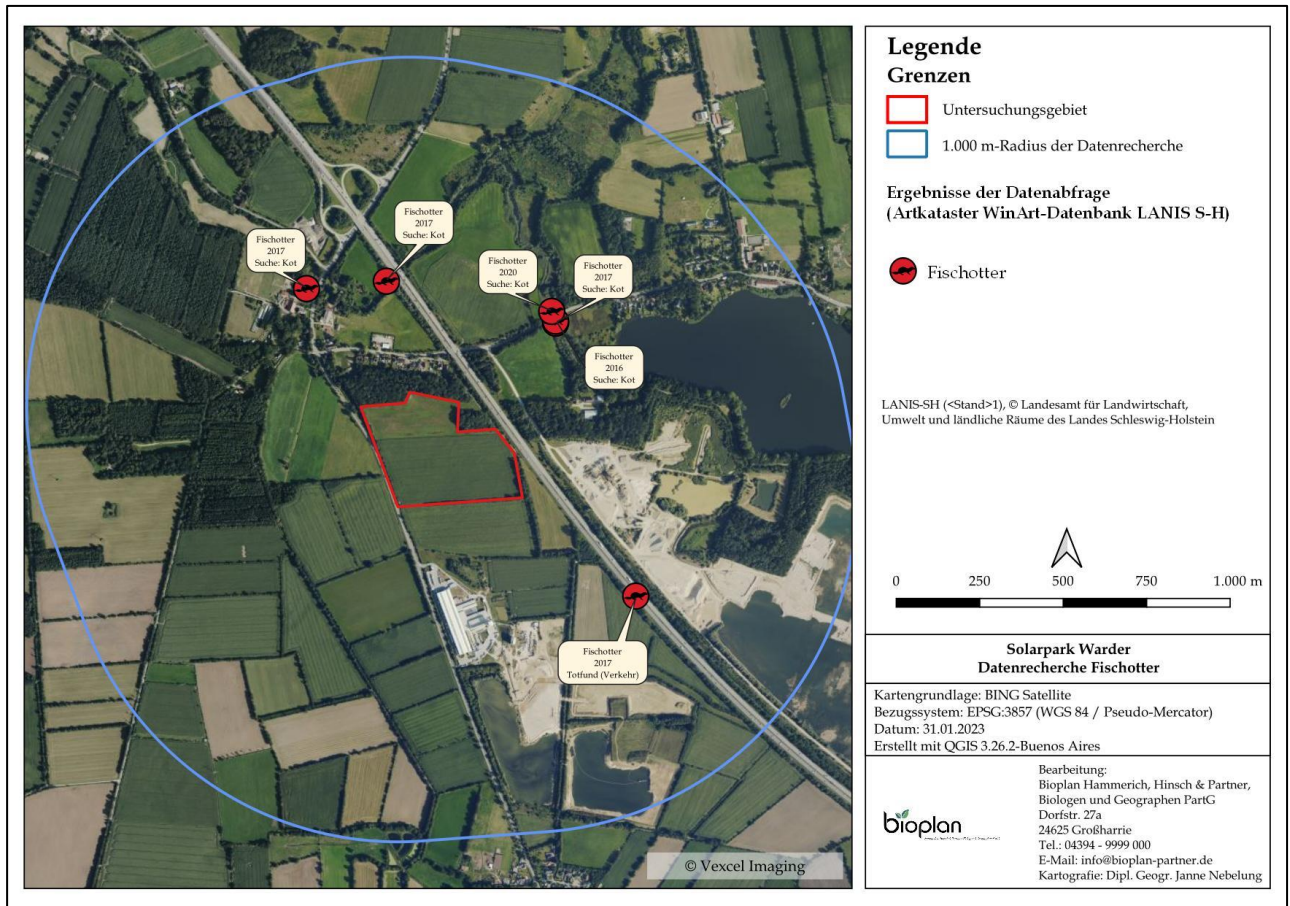 Fischotter
2017
Suche: Kot
Fischotter
2017
Suche: Kot
Fischotter
2020
Suche: Kot
Fischotter
2017
Suche: Kot
Fischotter
2016
Suche: Kot
Fischotter
2017
Totfund (Verkehr)
© Vexcel Imaging
Legende
Grenzen
Untersuchungsgebiet
1.000 m-Radius der Datenrecherche
Ergebnisse der Datenabfrage
(Artkataster WinArt-Datenbank LANIS S-H)
Fischotter
LANIS-SH (<Stand>1), © Landesamt für Landwirtschaft,
Umwelt und ländliche Räume des Landes Schleswig-Holstein
0 250 500 750 1.000 m
Solarpark Warder
Datenrecherche Fischotter
Kartengrundlage: BING Satellite
Bezugssystem: EPSG:3857 (WGS 84 / Pseudo-Mercator)
Datum: 31.01.2023
Erstellt mit QGIS 3.26.2-Buenos Aires
bioplan
Bearbeitung:
Bioplan Hammerich, Hinsch & Partner,
Biologen und Geographen PartG
Dorfstr. 27a
24625 Großharrie
Tel.: 04394 - 9999 000
E-Mail: info@bioplan-partner.de
Kartografie: Dipl. Geogr. Janne Nebelung